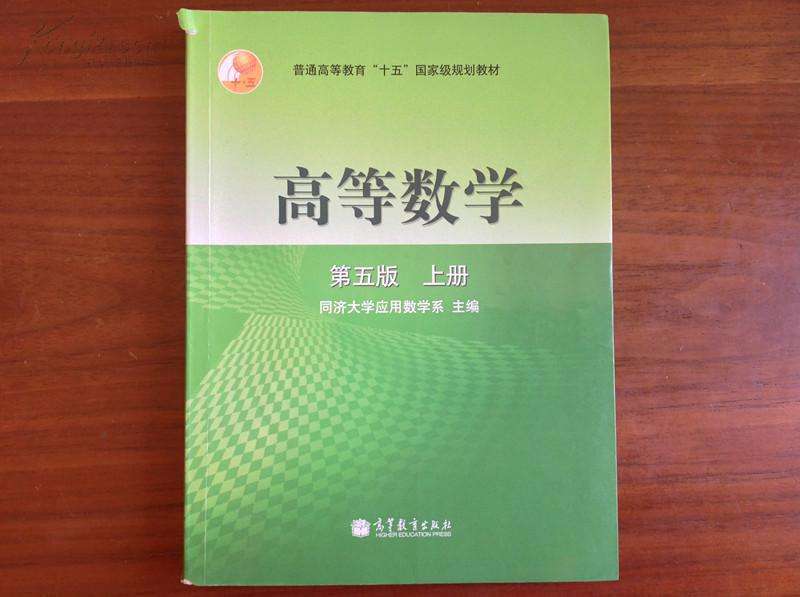 普通高等教育“十五”国家级规划教材
高等数学
第五版 上册
同济大学应用数学系 主编
高等教育出版社
HIGHER EDUCATION PRESS